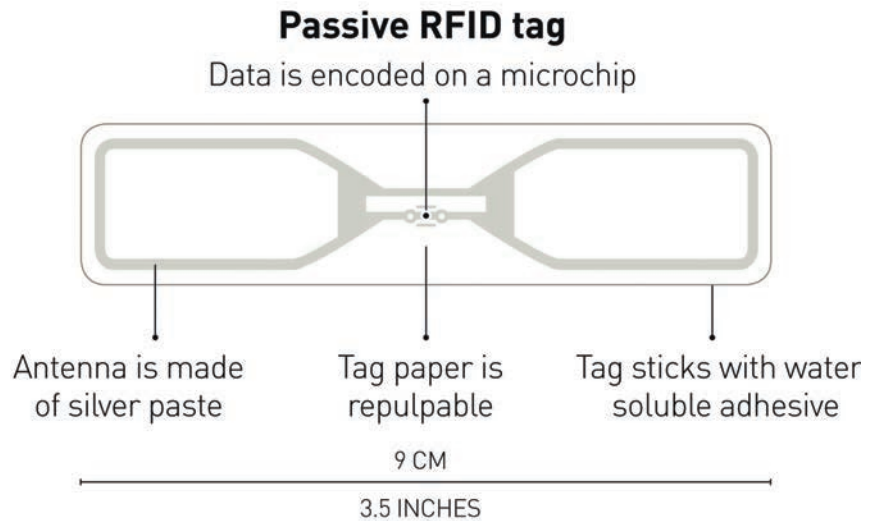 Passive RFID tag
Data is encoded on a microchip
Antenna is made
of silver paste
Tag paper is
repulpable
Tag sticks with water
soluble adhesive
9 CM
3.5 INCHES